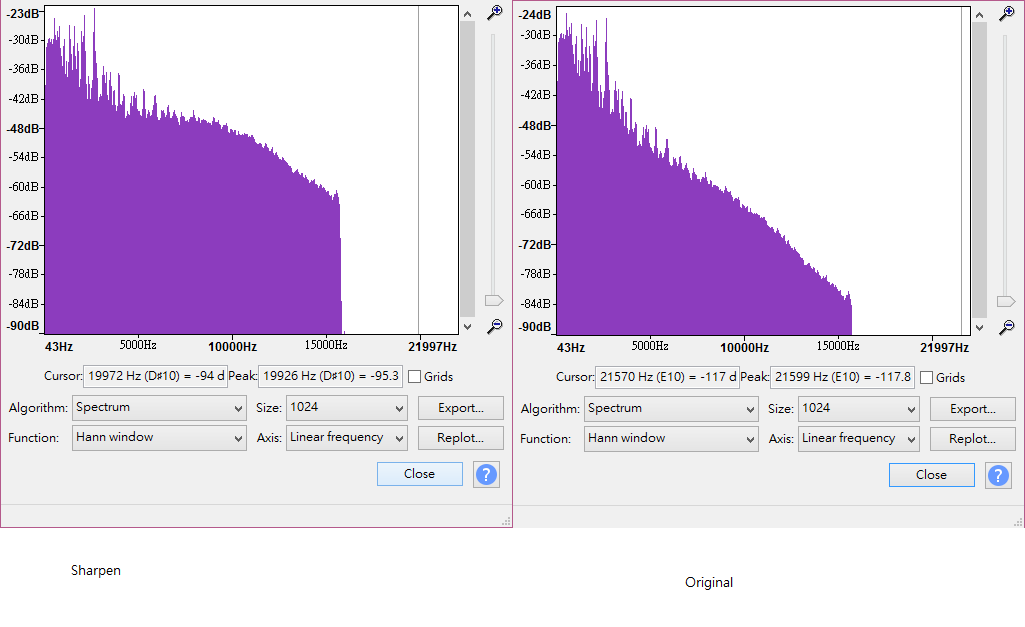 -23dB
-30dB
-36dB
-42dB
-48dB
-54dB
-60dB
-66dB
-72dB
-78dB
-84dB
-90dB
43Hz 5000Hz 10000Hz 15000Hz 21997Hz
Cursor: 19972 Hz (D♯10) = -94 d Peak: 19926 Hz (D♯10) = -95.3 Grids
Algorithm: Spectrum Size: 1024 Export...
Function: Hann window Axis: Linear frequency Replot...
Close ?
Sharpen
-24dB
-30dB
-36dB
-42dB
-48dB
-54dB
-60dB
-66dB
-72dB
-78dB
-84dB
-90dB
43Hz 5000Hz 10000Hz 15000Hz 21997Hz
Cursor: 21570 Hz (E10) = -117 d Peak: 21599 Hz (E10) = -117.8 Grids
Algorithm: Spectrum Size: 1024 Export...
Function: Hann window Axis: Linear frequency Replot...
Close ?
Original